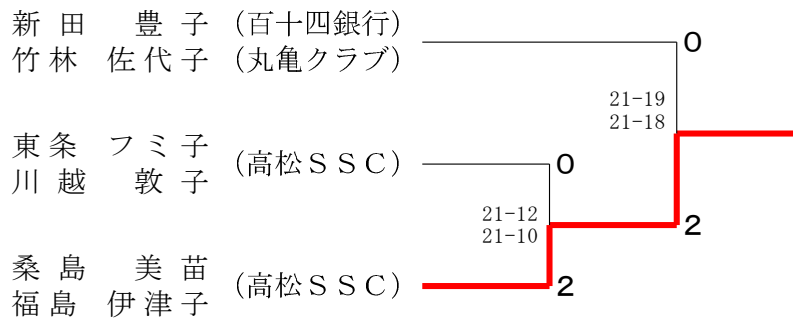 新田　豊子（百十四銀行）
竹林　佐代子（丸亀クラブ）
0
21-19
21-18
東条　フミ子
川越　敦子
（高松ＳＳＣ）
0
21-12
21-10
2
桑島　美苗
福島　伊津子
（高松ＳＳＣ）
2